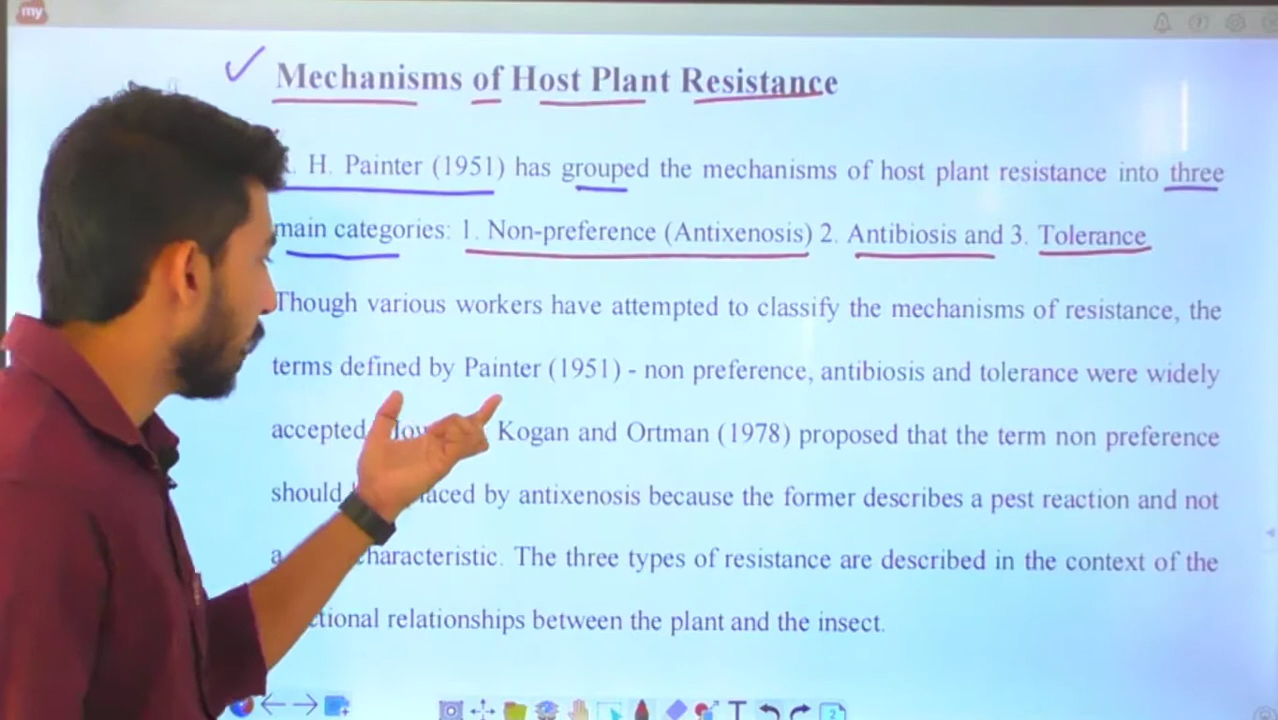 my
Mechanisms of Host Plant Resistance
. H. Painter (1951) has grouped the mechanisms of host plant resistance into three
main categories: 1. Non-preference (Antixenosis) 2. Antibiosis and 3. Tolerance
Though various workers have attempted to classify the mechanisms of resistance, the
terms defined by Painter (1951) - non preference, antibiosis and tolerance were widely
accepted Kogan and Ortman (1978) proposed that the term non preference
should by antixenosis because the former describes a pest reaction and not
a characteristic. The three types of resistance are described in the context of the
relationships between the plant and the insect.
T 2